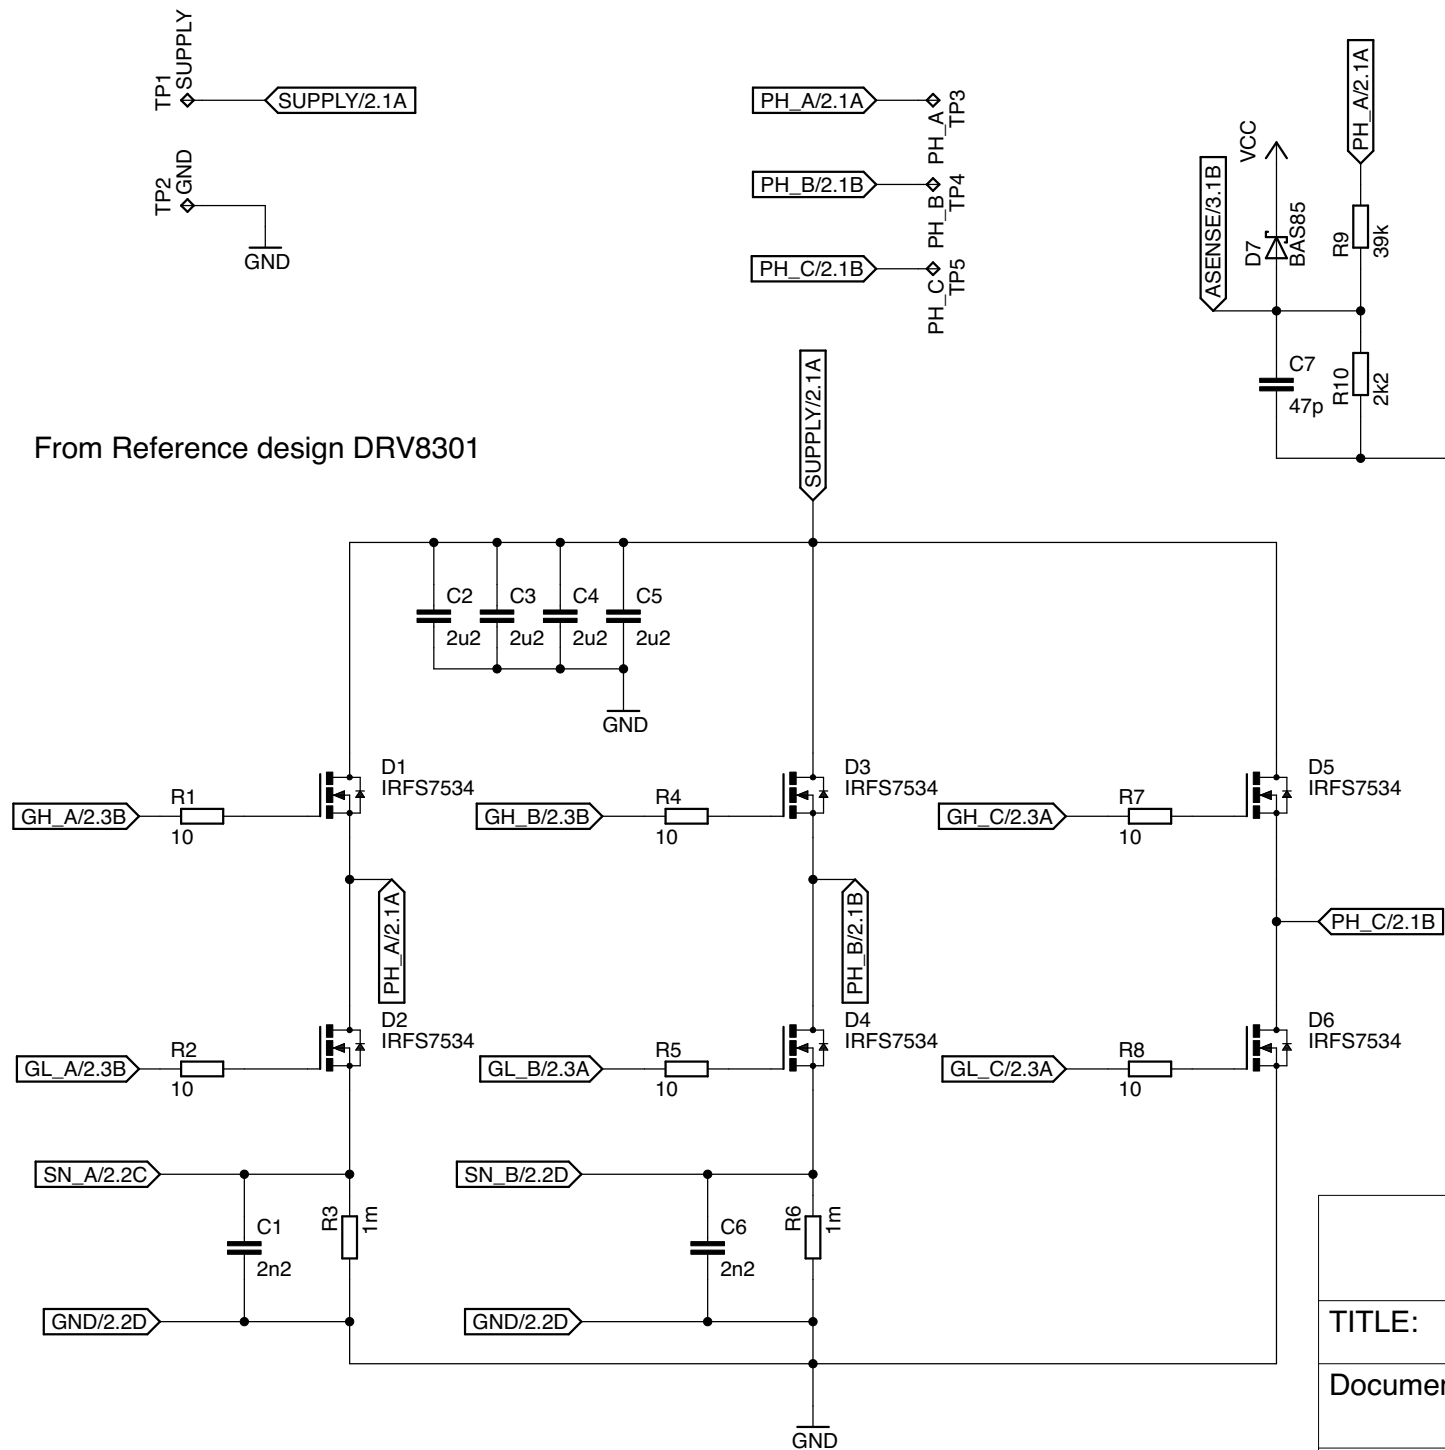 TP1
SUPPLY
SUPPLY/2.1A
TP2
GND
GND
PH_A/2.1A
PH_A
TP3
PH_B/2.1B
PH_B
TP4
PH_C/2.1B
PH_C
TP5
ASENSE/3.1B
VCC
D7
BAS85
PH_A/2.1A
R9
39k
C7
47p
R10
2k2
From Reference design DRV8301
SUPPLY/2.1A
C2
2u2
C3
2u2
C4
2u2
C5
2u2
GND
D1
IRFS7534
GH_A/2.3B
R1
10
D3
IRFS7534
GH_B/2.3B
R4
10
D5
IRFS7534
GH_C/2.3A
R7
10
PH_A/2.1A
PH_B/2.1B
PH_C/2.1B
D2
IRFS7534
GL_A/2.3B
R2
10
D4
IRFS7534
GL_B/2.3A
R5
10
D6
IRFS7534
GL_C/2.3A
R8
10
SN_A/2.2C
C1
2n2
R3
1m
GND/2.2D
SN_B/2.2D
C6
2n2
R6
1m
GND/2.2D
GND
TITLE: